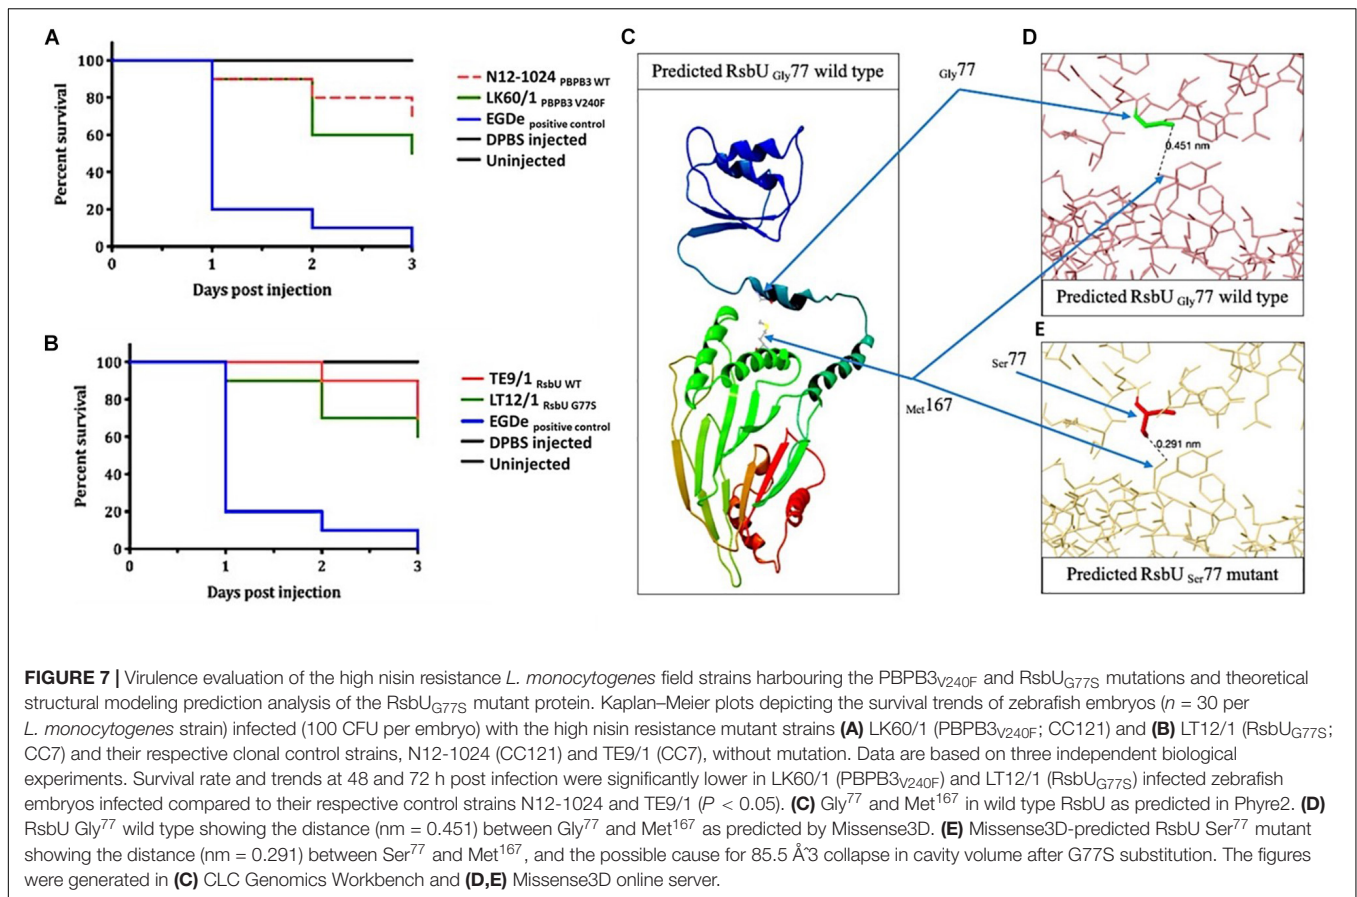 A
100
80
60
40
20
0
Percent survival
0 1 2 3
Days post injection
N12-1024 PBPB3 WT
LK60/1 PBPB3 V240F
EGDe positive control
DPBS injected
Uninjected
B
100
80
60
40
20
0
Percent survival
0 1 2 3
Days post injection
TE9/1 RsbU WT
LT12/1 RsbU G77S
EGDe positive control
DPBS injected
Uninjected
C
Predicted RsbU Gly77 wild type
Gly77
Met167
D
0.451 nm
Predicted RsbU Gly77 wild type
E
Ser77
0.291 nm
Predicted RsbU Ser77 mutant
FIGURE 7 | Virulence evaluation of the high nisin resistance L. monocytogenes field strains harbouring the PBPB3V240F and RsbUG77S mutations and theoretical
structural modeling prediction analysis of the RsbUG77S mutant protein. Kaplan–Meier plots depicting the survival trends of zebrafish embryos (n = 30 per
L. monocytogenes strain) infected (100 CFU per embryo) with the high nisin resistance mutant strains (A) LK60/1 (PBPB3V240F; CC121) and (B) LT12/1 (RsbUG77S;
CC7) and their respective clonal control strains, N12-1024 (CC121) and TE9/1 (CC7), without mutation. Data are based on three independent biological
experiments. Survival rate and trends at 48 and 72 h post infection were significantly lower in LK60/1 (PBPB3V240F) and LT12/1 (RsbUG77S) infected zebrafish
embryos infected compared to their respective control strains N12-1024 and TE9/1 (P < 0.05). (C) Gly77 and Met167 in wild type RsbU as predicted in Phyre2. (D)
RsbU Gly77 wild type showing the distance (nm = 0.451) between Gly77 and Met167 as predicted by Missense3D. (E) Missense3D-predicted RsbU Ser77 mutant
showing the distance (nm = 0.291) between Ser77 and Met167, and the possible cause for 85.5 Åˆ3 collapse in cavity volume after G77S substitution. The figures
were generated in (C) CLC Genomics Workbench and (D,E) Missense3D online server.